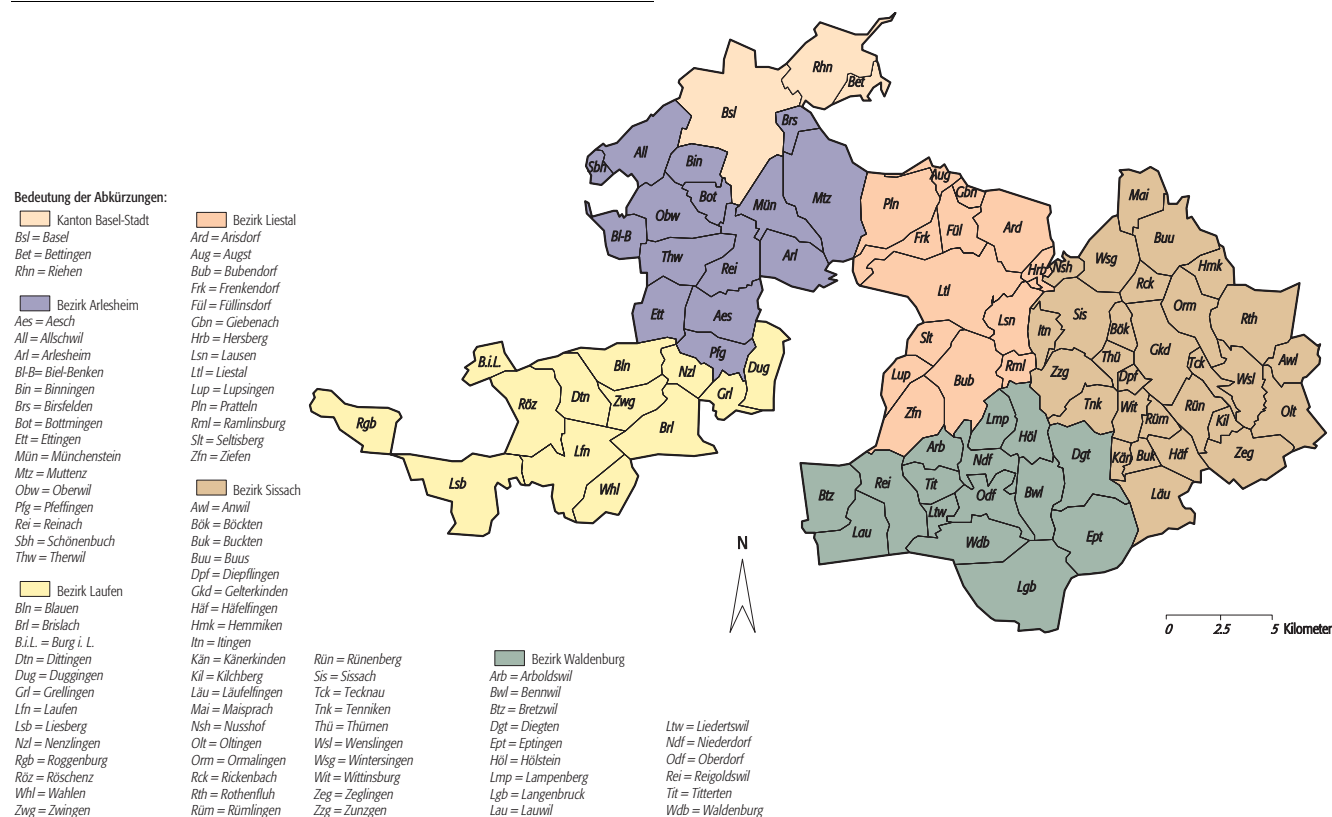 Bedeutung der Abkürzungen:
Kanton Basel-Stadt
Bsl = Basel
Bet = Bettingen
Rhn = Riehen
Bezirk Arlesheim
Aes = Aesch
All = Allschwil
Arl = Arlesheim
Bl-B= Biel-Benken
Bin = Binningen
Brs = Birsfelden
Bot = Bottmingen
Ett = Ettingen
Mün = Münchenstein
Mtz = Muttenz
Obw = Oberwil
Pfg = Pfeffingen
Rei = Reinach
Sbh = Schönenbuch
Thw = Therwil
Bezirk Laufen
Bln = Blauen
Brl = Brislach
B.i.L. = Burg i. L.
Dtn = Dittingen
Dug = Duggingen
Grl = Grellingen
Lfn = Laufen
Lsb = Liesberg
Nzl = Nenzlingen
Rgb = Roggenburg
Röz = Röschenz
Whl = Wahlen
Zwg = Zwingen
Bezirk Liestal
Ard = Arisdorf
Aug = Augst
Bub = Bubendorf
Frk = Frenkendorf
Fül = Füllinsdorf
Gbn = Giebenach
Hrb = Hersberg
Lsn = Lausen
Ltl = Liestal
Lup = Lupsingen
Pln = Pratteln
Rml = Ramlinsburg
Slt = Seltisberg
Zfn = Ziefen
Bezirk Sissach
Awl = Anwil
Bök = Böckten
Buk = Buckten
Buu = Buus
Dpf = Diepflingen
Gkd = Gelterkinden
Häf = Häfelfingen
Hmk = Hemmiken
Itn = Itingen
Kän = Känerkinden
Kil = Kilchberg
Läu = Läufelfingen
Mai = Maisprach
Nsh = Nusshof
Olt = Oltingen
Orm = Ormalingen
Rck = Rickenbach
Rth = Rothenfluh
Rüm = Rümlingen
Rün = Rünenberg
Sis = Sissach
Tck = Tecknau
Tnk = Tenniken
Thü = Thürnen
Wsl = Wenslingen
Wsg = Wintersingen
Wit = Wittinsburg
Zeg = Zeglingen
Zzg = Zunzgen
Bezirk Waldenburg
Arb = Arboldswil
Bwl = Bennwil
Btz = Bretzwil
Dgt = Diegten
Ept = Eptingen
Höl = Hölstein
Lmp = Lampenberg
Lgb = Langenbruck
Lau = Lauwil
Ltw = Liedertswil
Ndf = Niederdorf
Odf = Oberdorf
Rei = Reigoldswil
Tit = Titterten
Wdb = Waldenburg
Rhn
Bet
Bsl
Brs
All
Bin
Sbh
Bot
Mün
Mtz
Obw
Bl-B
Thw
Rei
Arl
Ett
Aes
Pfg
Dug
B.i.L.
Bln
Nzl
Grl
Röz
Dtn
Zwg
Rgb
Brl
Lfn
Lsb
Whl
Aug
Gbn
Pln
Frk
Fül
Ard
Hrb
Ltl
Lsn
Slt
Lup
Bub
Rml
Zfn
Mai
Buu
Wsg
Nsh
Hmk
Rck
Orm
Sis
Itn
Bök
Rth
Gkd
Thü
Tck
Awl
Zzg
Dpf
Wsl
Tnk
Wit
Rüm
Rün
Kil
Olt
Kän
Buk
Häf
Zeg
Läu
Lmp
Höl
Arb
Ndf
Dgt
Btz
Rei
Tit
Odf
Bwl
Ltw
Lau
Wdb
Ept
Lgb
N
0 2.5 5 Kilometer